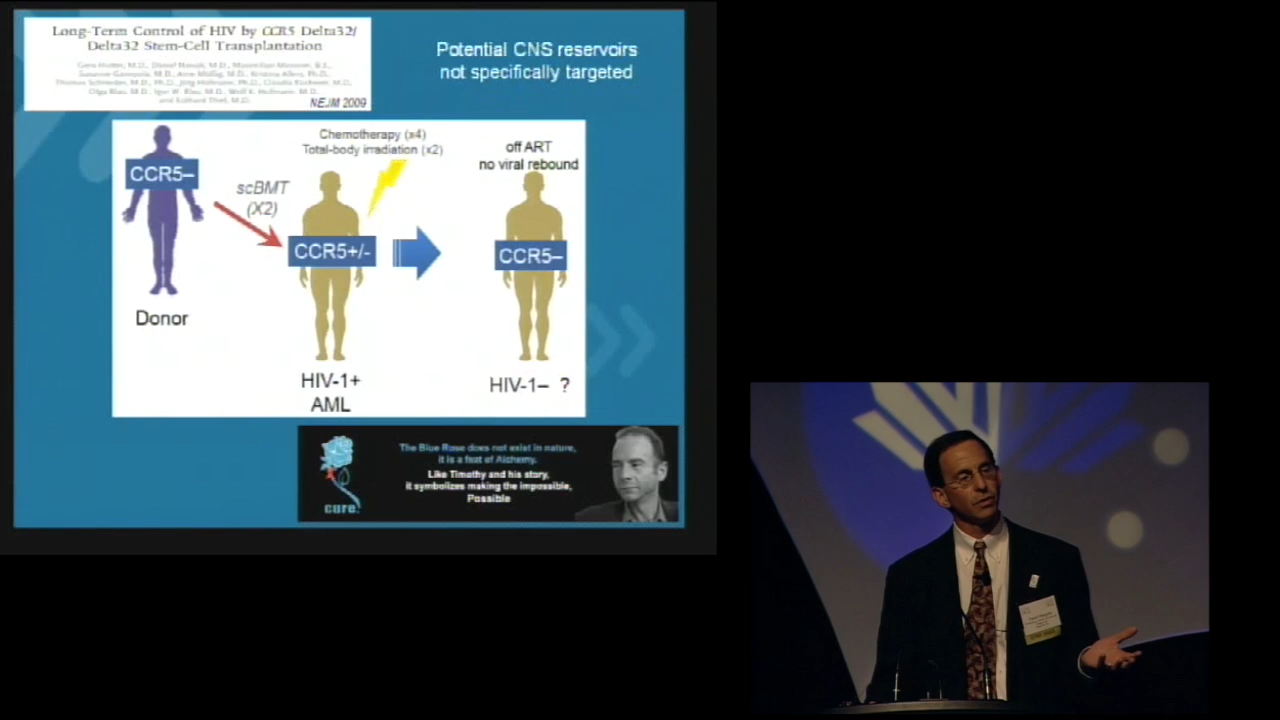 Long-Term Control of HIV by CCR5 Delta32/
Delta32 Stem-Cell Transplantation
NEJM 2009
Potential CNS reservoirs
not specifically targeted
Chemotherapy (x4)
Total-body irradiation (x2)
off ART
no viral rebound
CCR5–
scBMT
(X2)
CCR5+/-
CCR5–
Donor
HIV-1+
AML
HIV-1– ?
The Blue Rose does not exist in nature,
it is a feat of Alchemy.
Like Timothy and his story,
it symbolizes making the impossible,
Possible
cure.